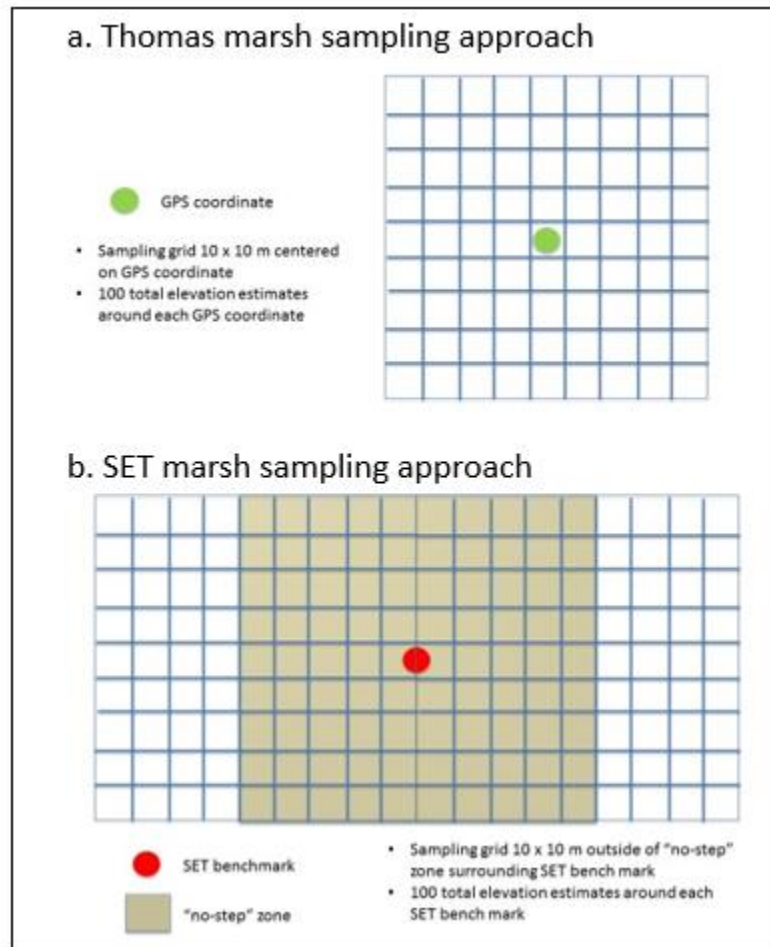 a. Thomas marsh sampling approach
GPS coordinate
• Sampling grid 10 x 10 m centered
on GPS coordinate
• 100 total elevation estimates
around each GPS coordinate
b. SET marsh sampling approach
SET benchmark
"no-step" zone
• Sampling grid 10 x 10 m outside of "no-step"
zone surrounding SET bench mark
• 100 total elevation estimates around each
SET bench mark